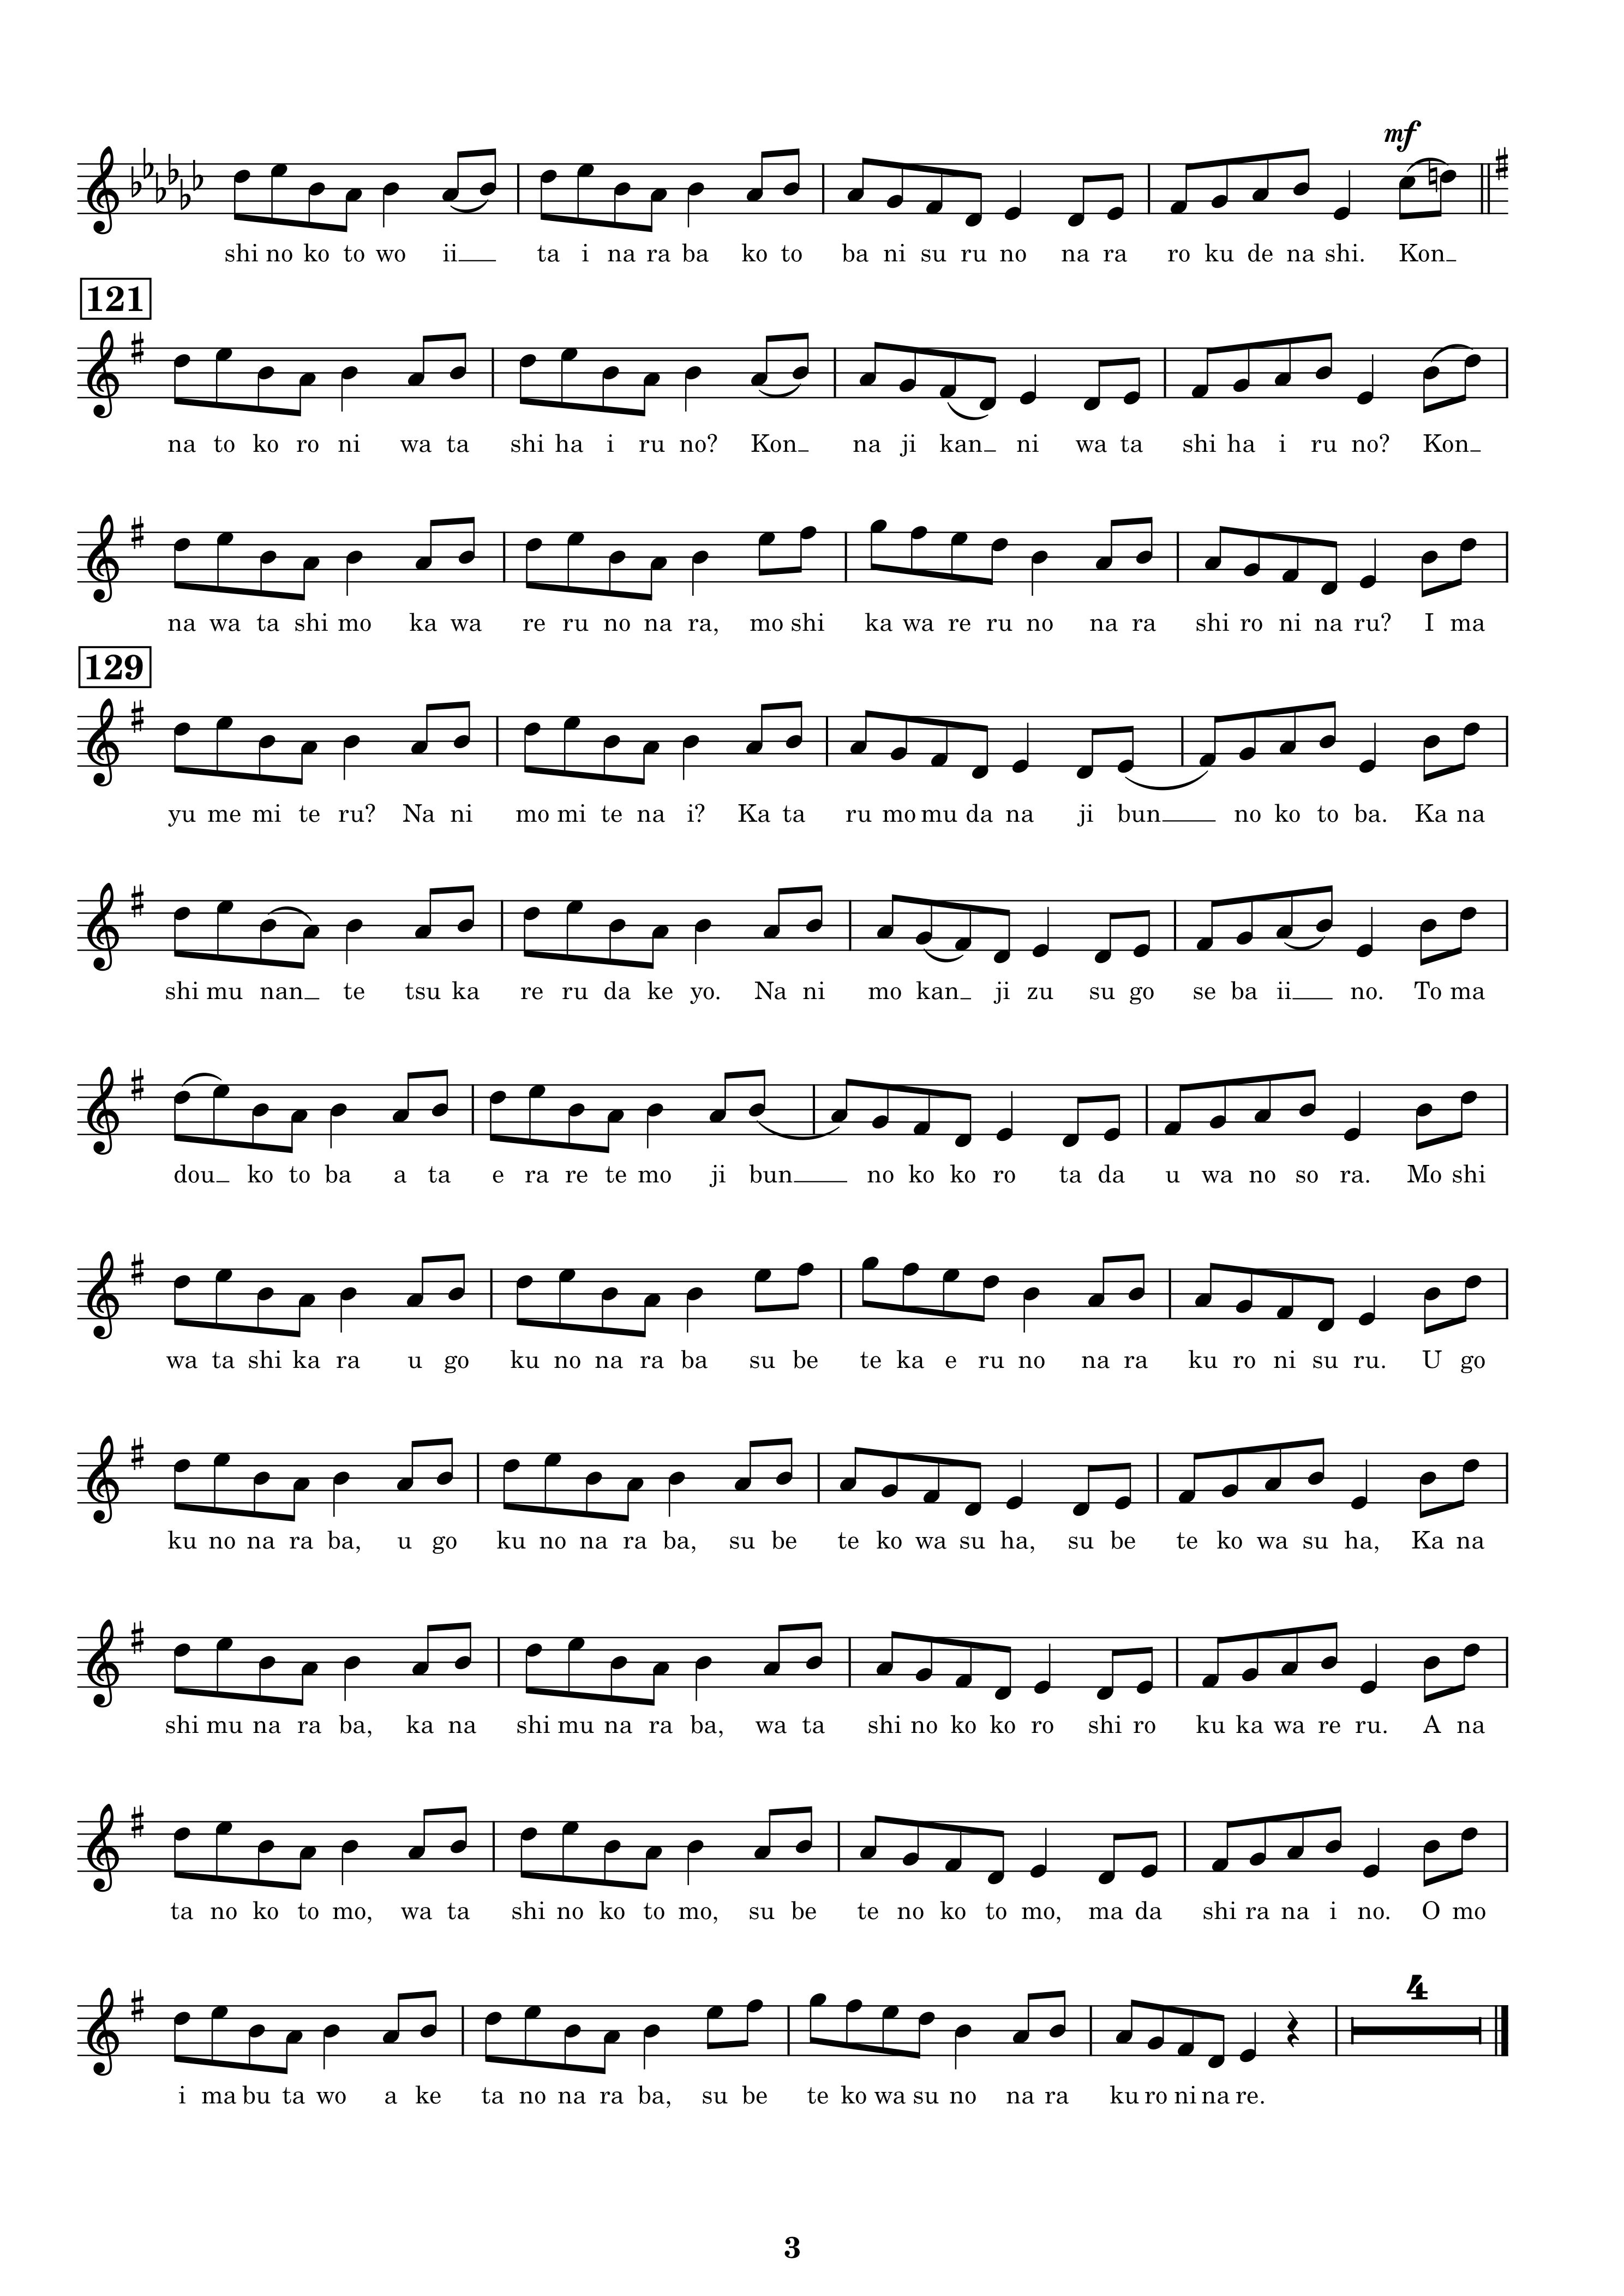 mf
shi no ko to wo ii ta i na ra ba ko to ba ni su ru no na ra ro ku de na shi. Kon
121
na to ko ro ni wa ta shi ha i ru no? Kon na ji kan ni wa ta shi ha i ru no? Kon
na wa ta shi mo ka wa re ru no na ra, mo shi ka wa re ru no na ra shi ro ni na ru? I ma
129
yu me mi te ru? Na ni mo mi te na i? Ka ta ru mo mu da na ji bun no ko to ba. Ka na
shi mu nan te tsu ka re ru da ke yo. Na ni mo kan ji zu su go se ba ii no. To ma
dou ko to ba a ta e ra re te mo ji bun no ko ko ro ta da u wa no so ra. Mo shi
wa ta shi ka ra u go ku no na ra ba su be te ka e ru no na ra ku ro ni su ru. U go
ku no na ra ba, u go ku no na ra ba, su be te ko wa su ha, su be te ko wa su ha, Ka na
shi mu na ra ba, ka na shi mu na ra ba, wa ta shi no ko ko ro shi ro ku ka wa re ru. A na
ta no ko to mo, wa ta shi no ko to mo, su be te no ko to mo, ma da shi ra na i no. O mo
4
i ma bu ta wo a ke ta no na ra ba, su be te ko wa su no na ra ku ro ni na re.
3